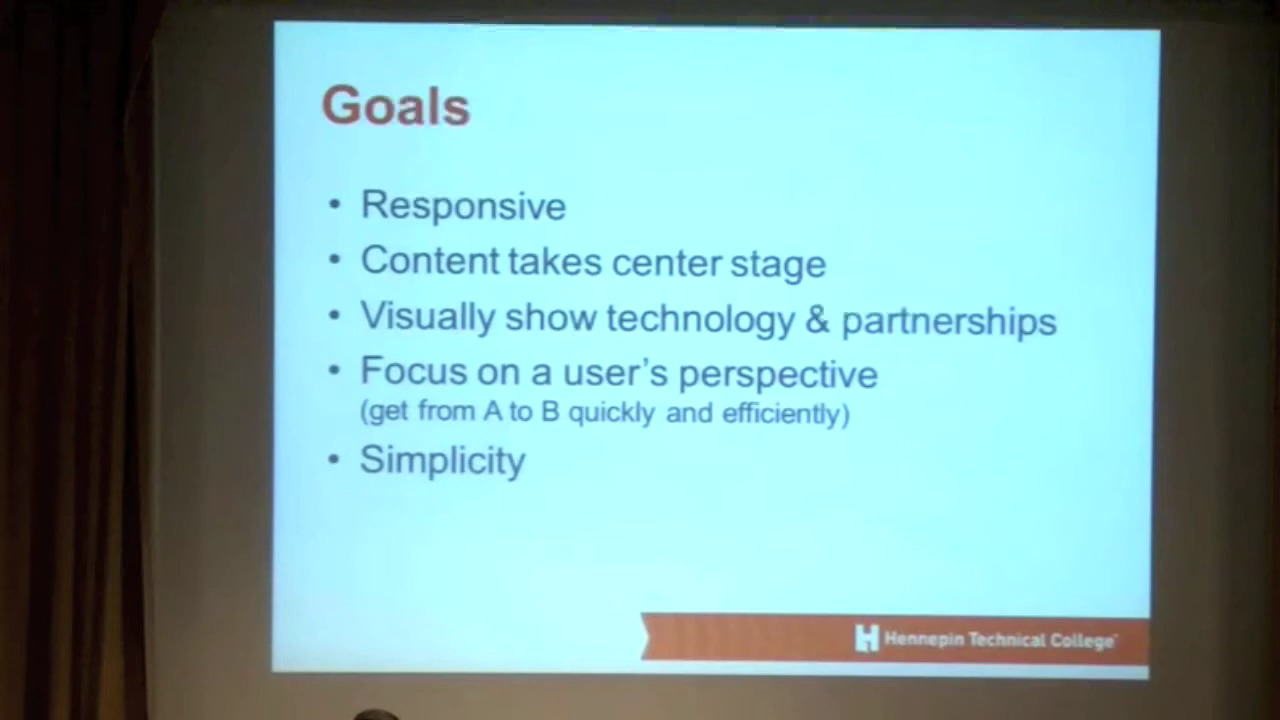 Goals
• Responsive
• Content takes center stage
• Visually show technology & partnerships
• Focus on a user's perspective
(get from A to B quickly and efficiently)
• Simplicity
Hennepin Technical College